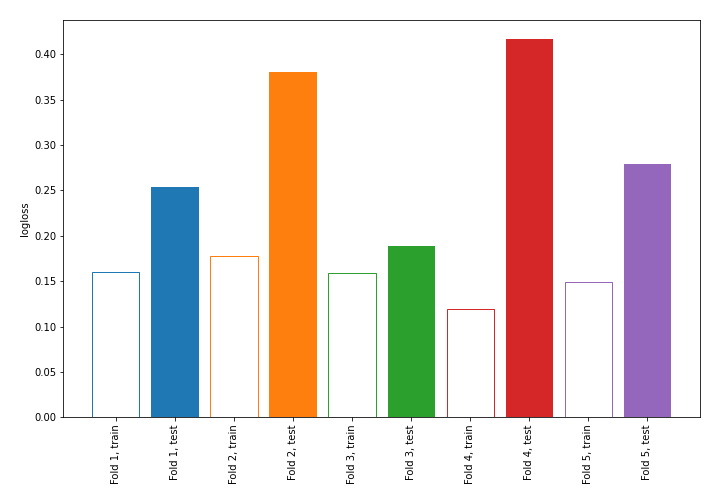 0.40
0.35
0.30
0.25
0.20
0.15
0.10
0.05
0.00
logloss
Fold 1, train
Fold 1, test
Fold 2, train
Fold 2, test
Fold 3, train
Fold 3, test
Fold 4, train
Fold 4, test
Fold 5, train
Fold 5, test